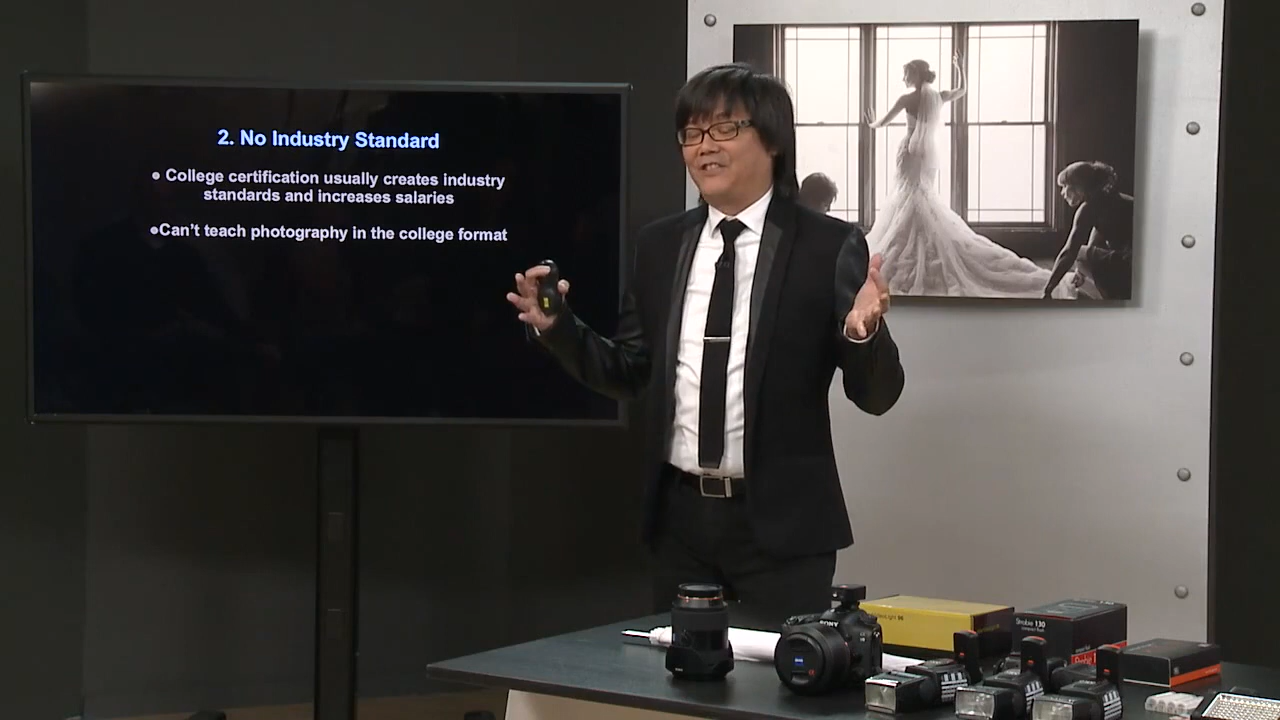 2. No Industry Standard
• College certification usually creates industry
standards and increases salaries
•Can't teach photography in the college format
SONY
Strobie 130